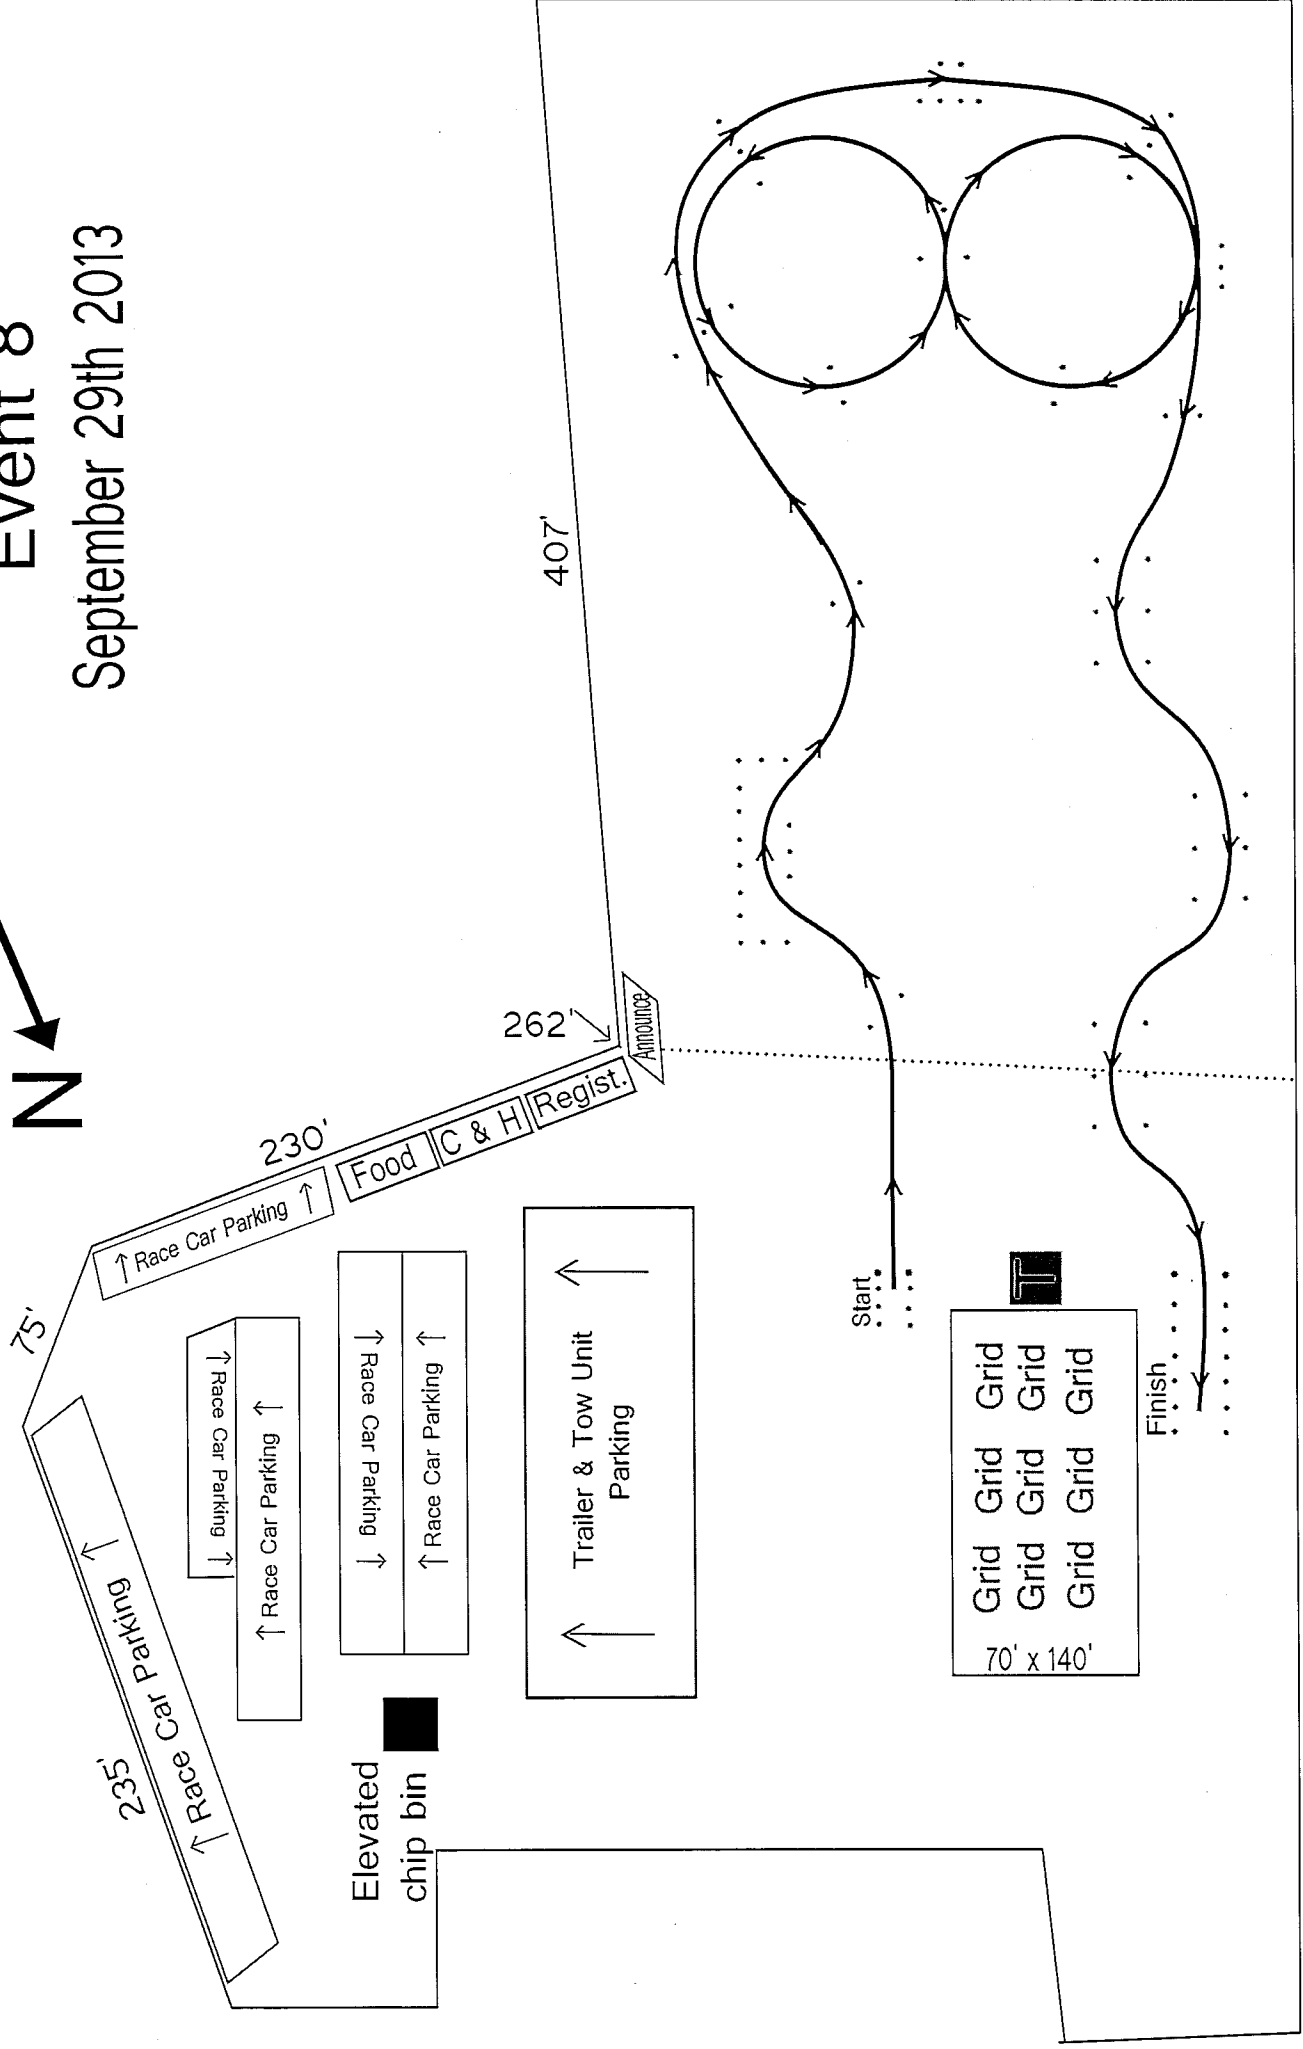 Event 8
September 29th 2013
N
407'
262'
230'
75'
235'
Announce
Regist.
C & H
Food
Race Car Parking
Race Car Parking
Race Car Parking
Race Car Parking
Race Car Parking
Race Car Parking
Trailer & Tow Unit
Parking
Elevated
chip bin
Start
T
Finish
Grid Grid Grid
Grid Grid Grid
Grid Grid Grid
70' x 140'